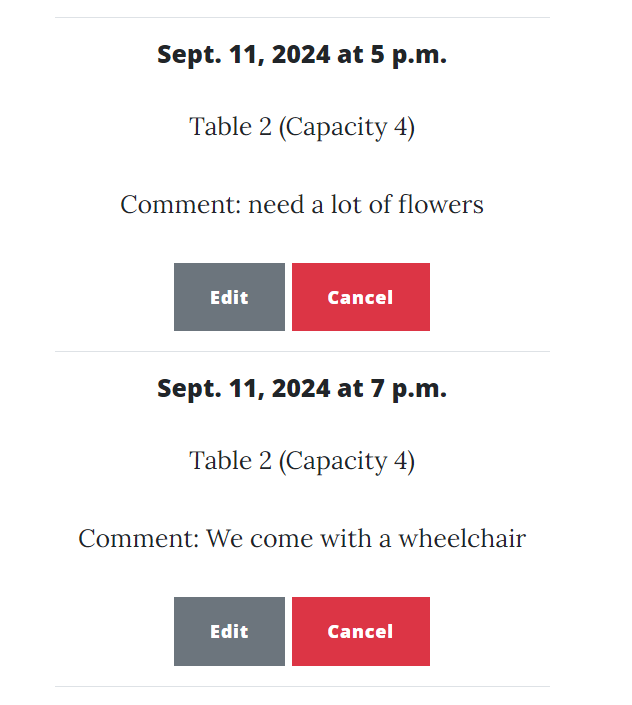 Sept. 11, 2024 at 5 p.m.
Table 2 (Capacity 4)
Comment: need a lot of flowers
Edit Cancel
Sept. 11, 2024 at 7 p.m.
Table 2 (Capacity 4)
Comment: We come with a wheelchair
Edit Cancel